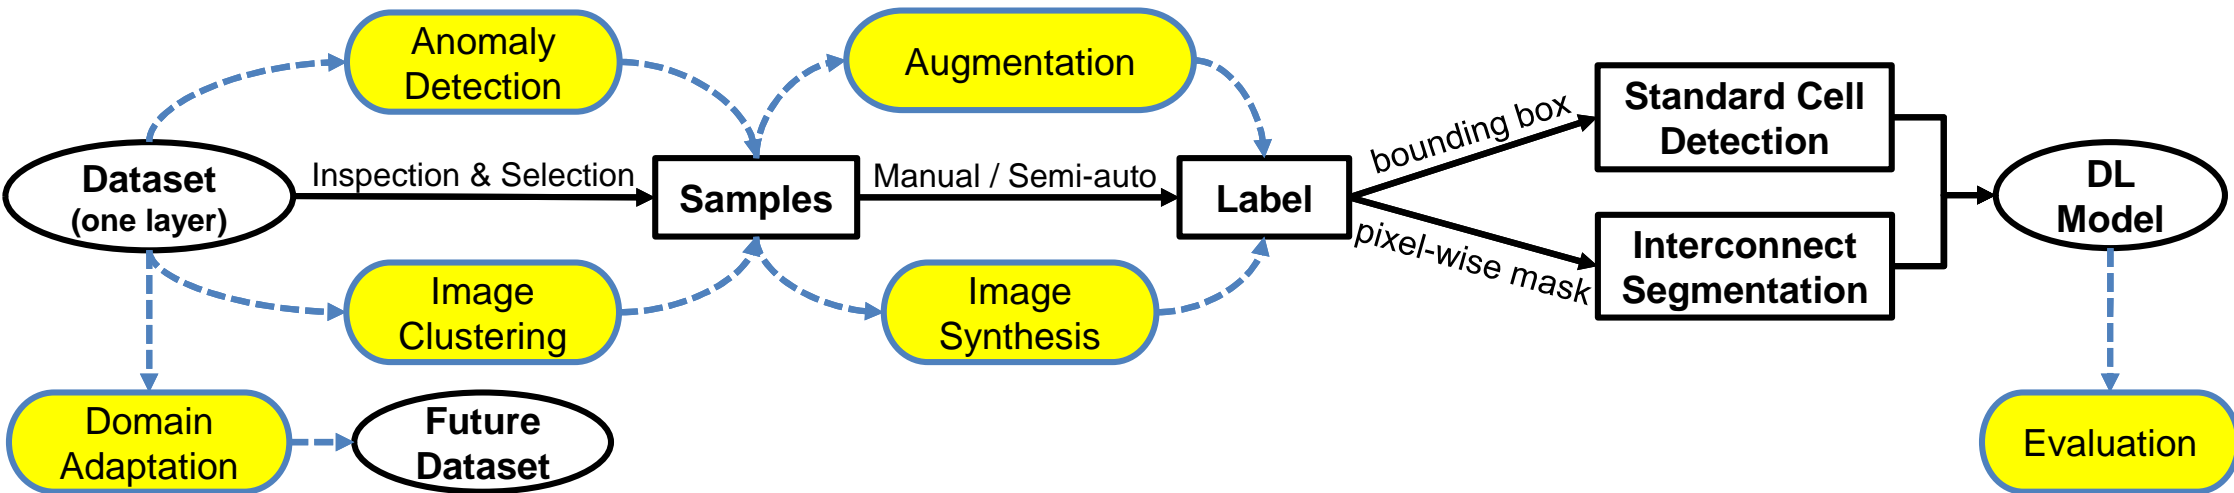 Anomaly
Detection
Augmentation
Dataset
(one layer)
Inspection & Selection
Samples
Manual / Semi-auto
Label
bounding box
pixel-wise mask
Standard Cell
Detection
Interconnect
Segmentation
DL
Model
Image
Clustering
Image
Synthesis
Domain
Adaptation
Future
Dataset
Evaluation